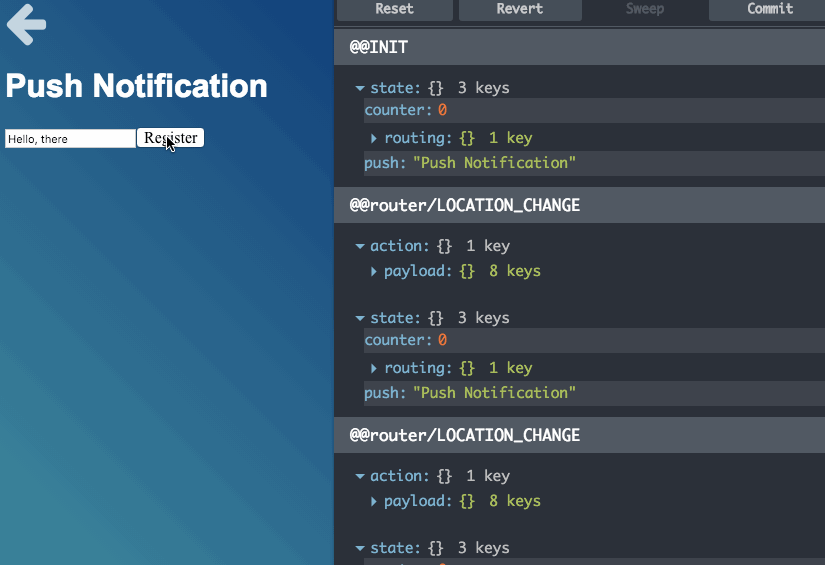 Push Notification
Hello, there Register
Reset Revert Sweep Commit
@@INIT
state: {} 3 keys
counter: 0
routing: {} 1 key
push: "Push Notification"
@@router/LOCATION_CHANGE
action: {} 1 key
payload: {} 8 keys
state: {} 3 keys
counter: 0
routing: {} 1 key
push: "Push Notification"
@@router/LOCATION_CHANGE
action: {} 1 key
payload: {} 8 keys
state: {} 3 keys